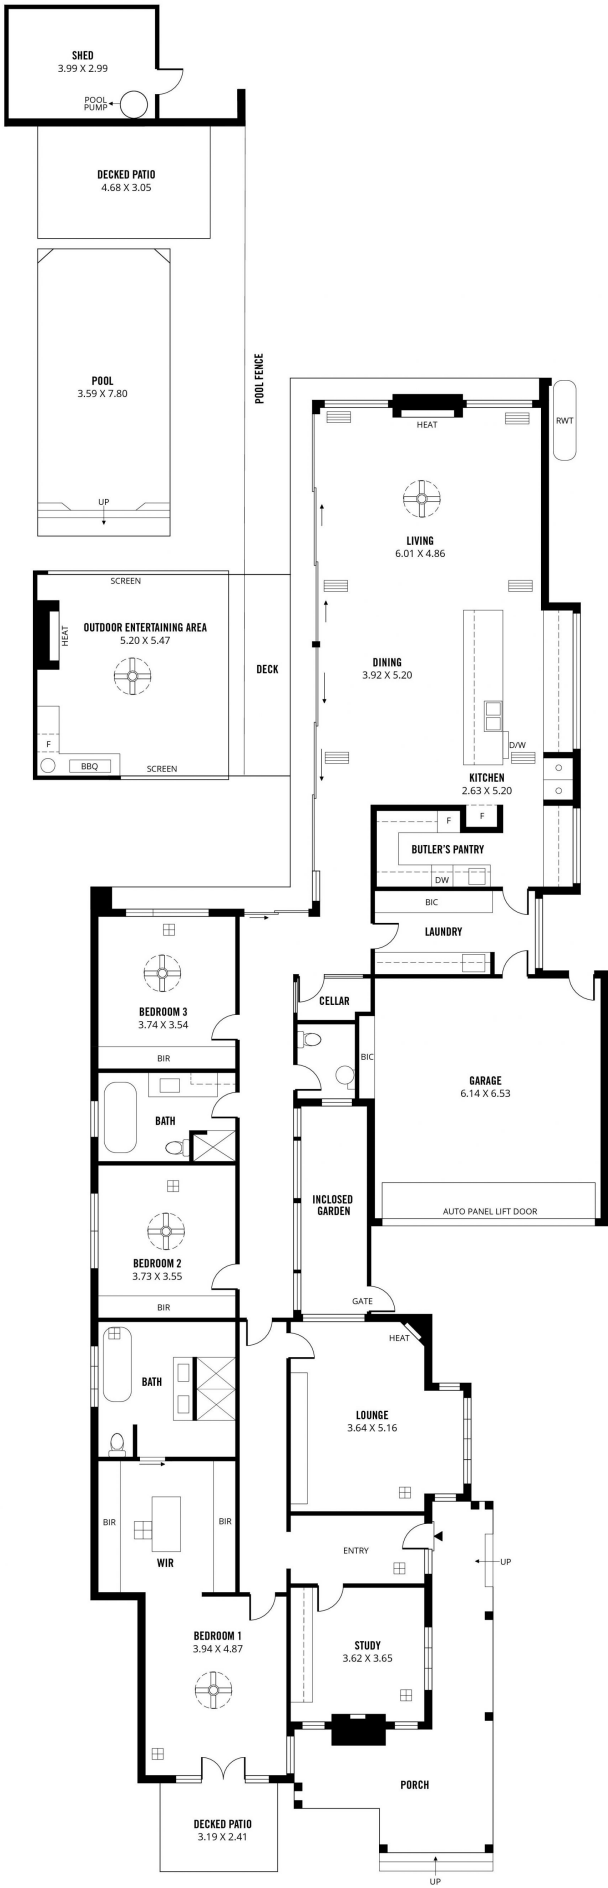 SHED
3.99 X 2.99
POOL
PUMP
DECKED PATIO
4.68 X 3.05
POOL
3.59 X 7.80
UP
POOL FENCE
RWT
HEAT
LIVING
6.01 X 4.86
SCREEN
OUTDOOR ENTERTAINING AREA
5.20 X 5.47
HEAT
F
BBQ
SCREEN
DECK
DINING
3.92 X 5.20
D/W
KITCHEN
2.63 X 5.20
F
F
BUTLER'S PANTRY
DW
BIC
LAUNDRY
CELLAR
BEDROOM 3
3.74 X 3.54
BIR
BIC
GARAGE
6.14 X 6.53
AUTO PANEL LIFT DOOR
BATH
INCLOSED
GARDEN
BEDROOM 2
3.73 X 3.55
BIR
GATE
HEAT
BATH
LOUNGE
3.64 X 5.16
BIR
BIR
WIR
ENTRY
UP
BEDROOM 1
3.94 X 4.87
STUDY
3.62 X 3.65
PORCH
DECKED PATIO
3.19 X 2.41
UP